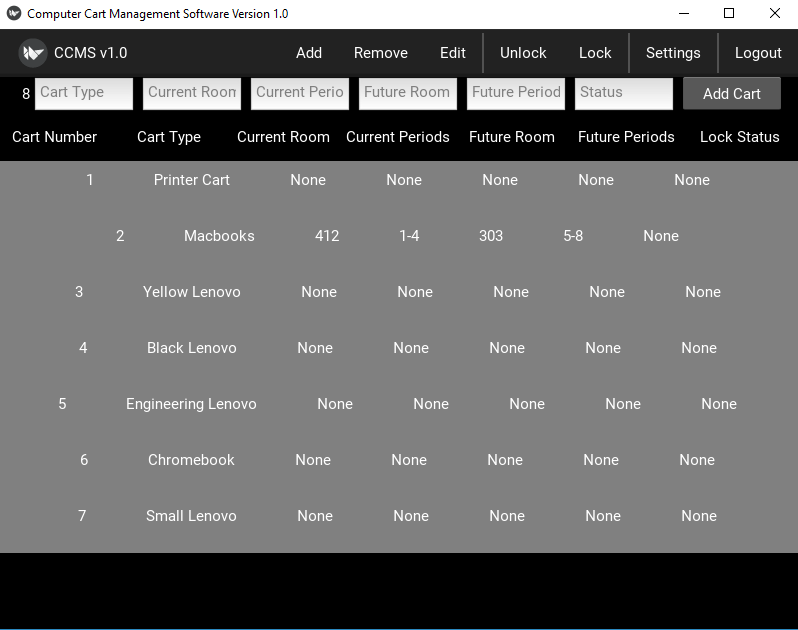 Computer Cart Management Software Version 1.0
CCMS v1.0 Add Remove Edit Unlock Lock Settings Logout
8 Cart Type Current Room Current Perio Future Room Future Period Status Add Cart
Cart Number Cart Type Current Room Current Periods Future Room Future Periods Lock Status
1 Printer Cart None None None None None
2 Macbooks 412 1-4 303 5-8 None
3 Yellow Lenovo None None None None None
4 Black Lenovo None None None None None
5 Engineering Lenovo None None None None None
6 Chromebook None None None None None
7 Small Lenovo None None None None None